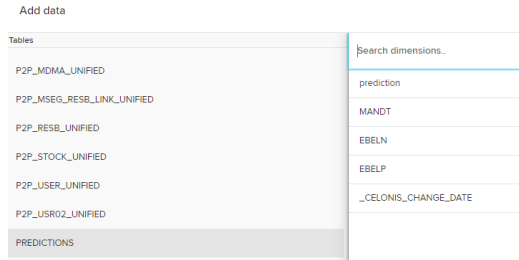 Add data
Tables
P2P_MDMA_UNIFIED
P2P_MSEG_RESB_LINK_UNIFIED
P2P_RESB_UNIFIED
P2P_STOCK_UNIFIED
P2P_USER_UNIFIED
P2P_USR02_UNIFIED
PREDICTIONS
Search dimensions..
prediction
MANDT
EBELN
EBELP
_CELONIS_CHANGE_DATE